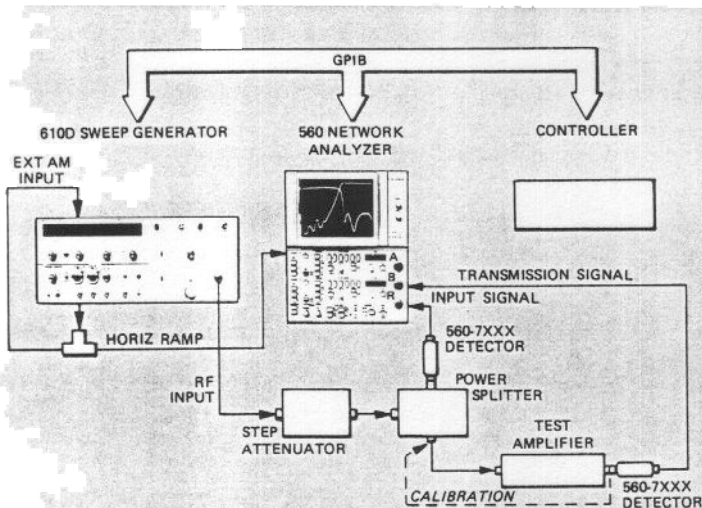 GPIB
610D SWEEP GENERATOR
560 NETWORK
ANALYZER
CONTROLLER
EXT AM
INPUT
A
B
R
TRANSMISSION SIGNAL
INPUT SIGNAL
HORIZ RAMP
560-7XXX
DETECTOR
RF
INPUT
POWER
SPLITTER
STEP
ATTENUATOR
TEST
AMPLIFIER
CALIBRATION
560-7XXX
DETECTOR